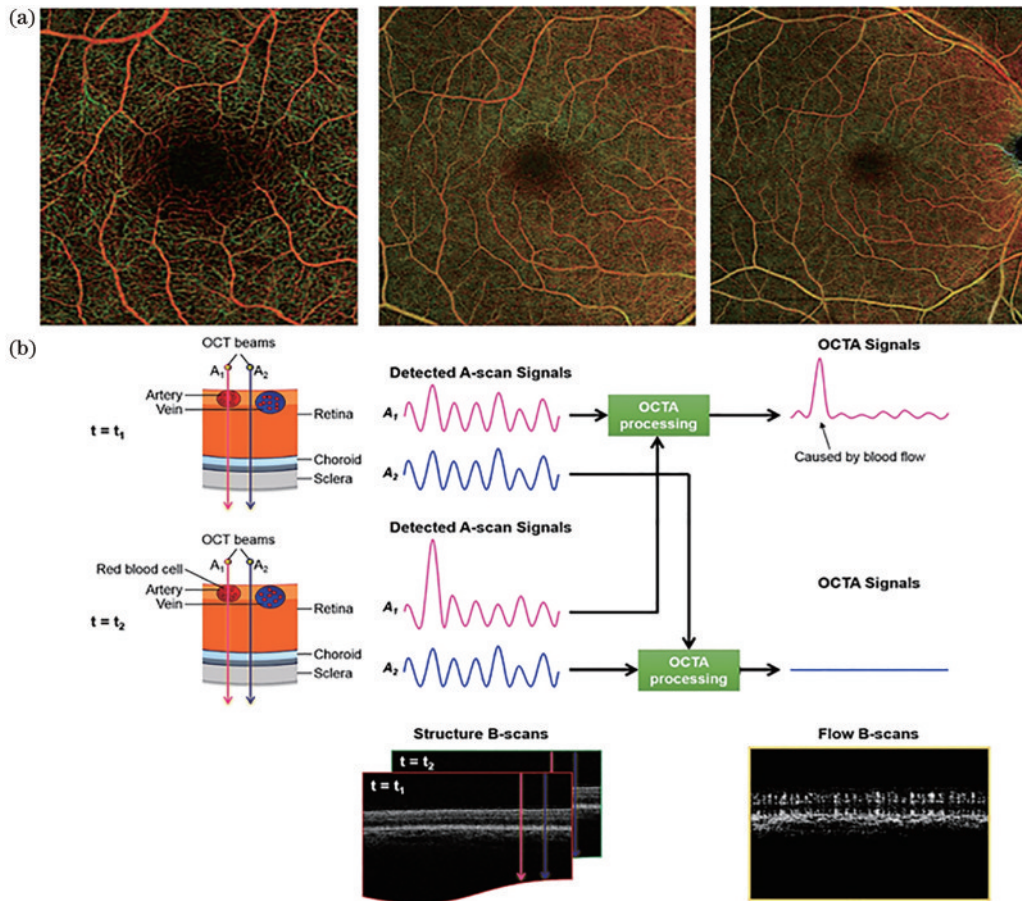 (a)
(b)
OCT beams
A₁ A₂
Artery
Vein
Retina
t = t₁
Choroid
Sclera
Detected A-scan Signals
A₁
A₂
OCTA
processing
OCTA Signals
Caused by blood flow
OCT beams
A₁ A₂
Red blood cell
Artery
Vein
Retina
t = t₂
Choroid
Sclera
Detected A-scan Signals
A₁
A₂
OCTA
processing
OCTA Signals
Structure B-scans
t = t₂
t = t₁
Flow B-scans